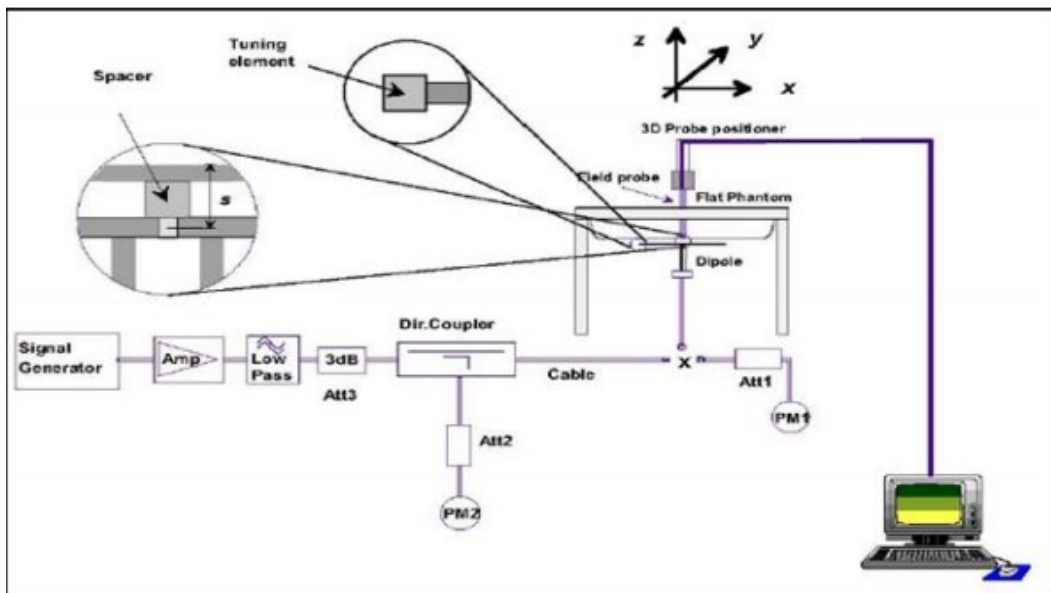 Tuning
element
Spacer
s
z
y
x
3D Probe positioner
Field probe
Flat Phantom
Dipole
Signal
Generator
Amp
Low
Pass
3dB
Att3
Dir.Coupler
Cable
X
Att1
PM1
Att2
PM2